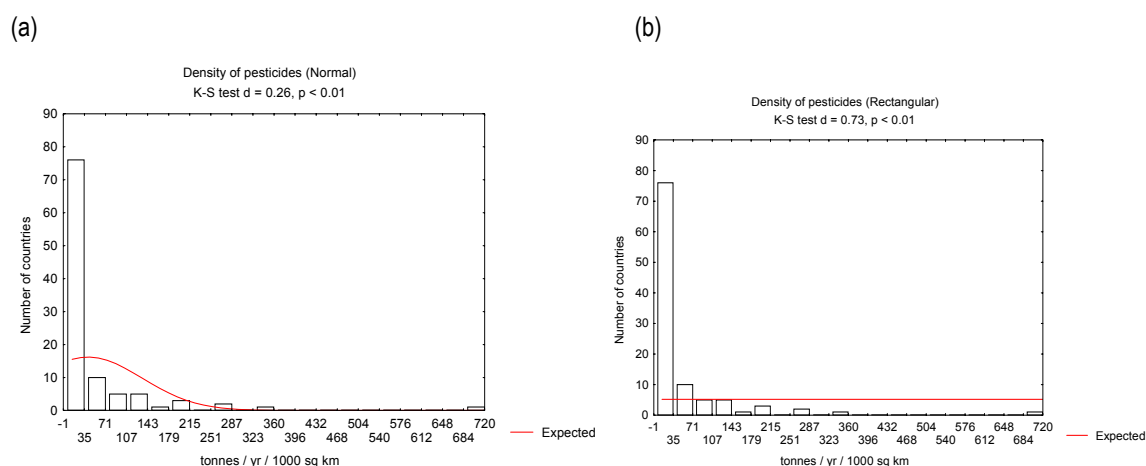 (a)
Density of pesticides (Normal)
K-S test d = 0.26, p < 0.01
90
80
70
60
50
40
30
20
10
0
Number of countries
-1 71 143 215 287 360 432 504 576 648 720
35 107 179 251 323 396 468 540 612 684
tonnes / yr / 1000 sq km
Expected
(b)
Density of pesticides (Rectangular)
K-S test d = 0.73, p < 0.01
90
80
70
60
50
40
30
20
10
0
Number of countries
-1 71 143 215 287 360 432 504 576 648 720
35 107 179 251 323 396 468 540 612 684
tonnes / yr / 1000 sq km
Expected